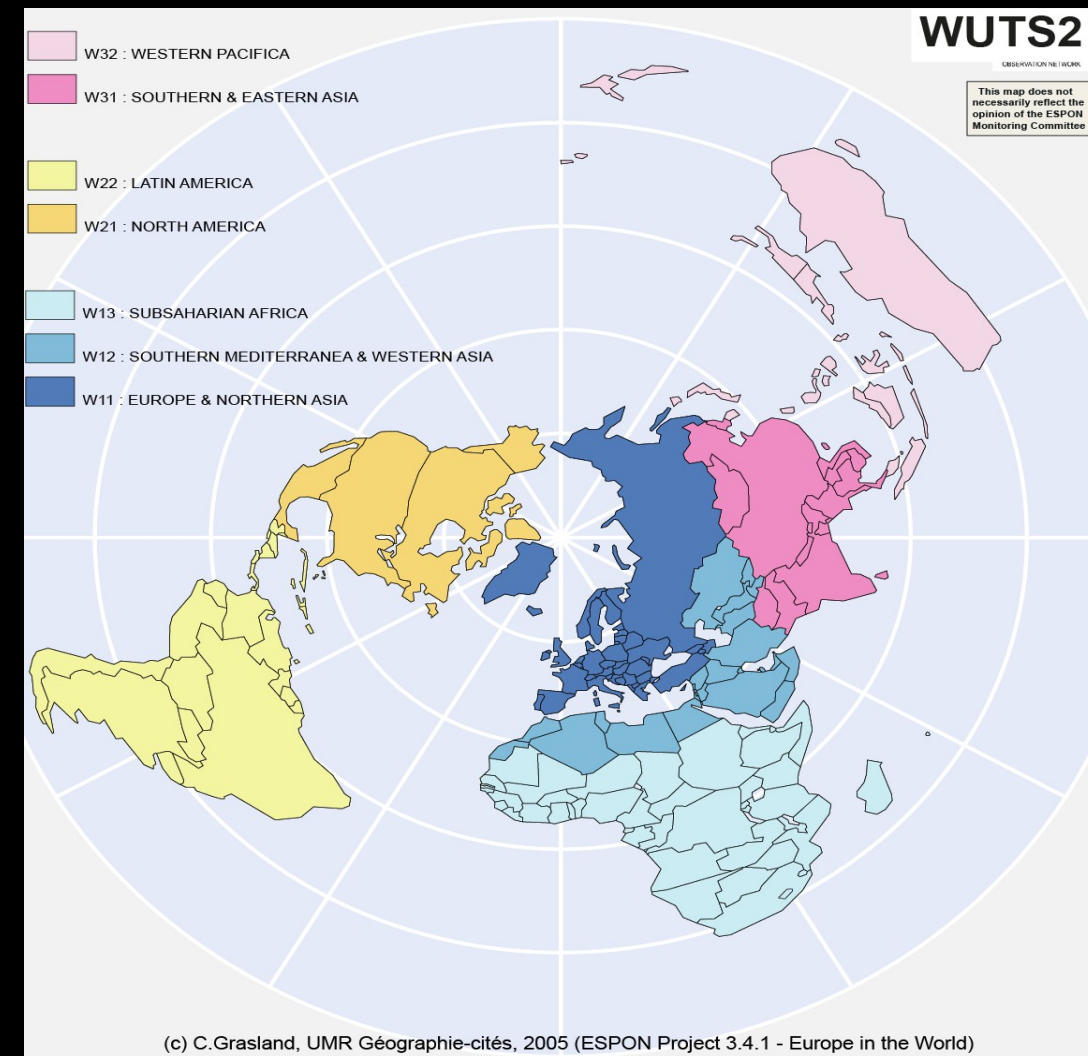 WUTS2
OBSERVATION NETWORK
This map does not
necessarily reflect the
opinion of the ESPON
Monitoring Committee
W32 : WESTERN PACIFICA
W31 : SOUTHERN & EASTERN ASIA
W22 : LATIN AMERICA
W21 : NORTH AMERICA
W13 : SUBSAHARIAN AFRICA
W12 : SOUTHERN MEDITERRANEA & WESTERN ASIA
W11 : EUROPE & NORTHERN ASIA
(c) C.Grasland, UMR Géographie-cités, 2005 (ESPON Project 3.4.1 - Europe in the World)